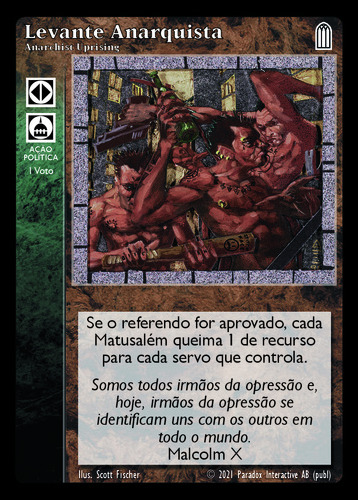 Levante Anarquista
Anarchist Uprising
AÇÃO
POLÍTICA
1 Voto
Se o referendo for aprovado, cada
Matusalém queima 1 de recurso
para cada servo que controla.
Somos todos irmãos da opressão e,
hoje, irmãos da opressão se
identificam uns com os outros em
todo o mundo.
Malcolm X
Ilus. Scott Fischer
© 2021 Paradox Interactive AB (publ)